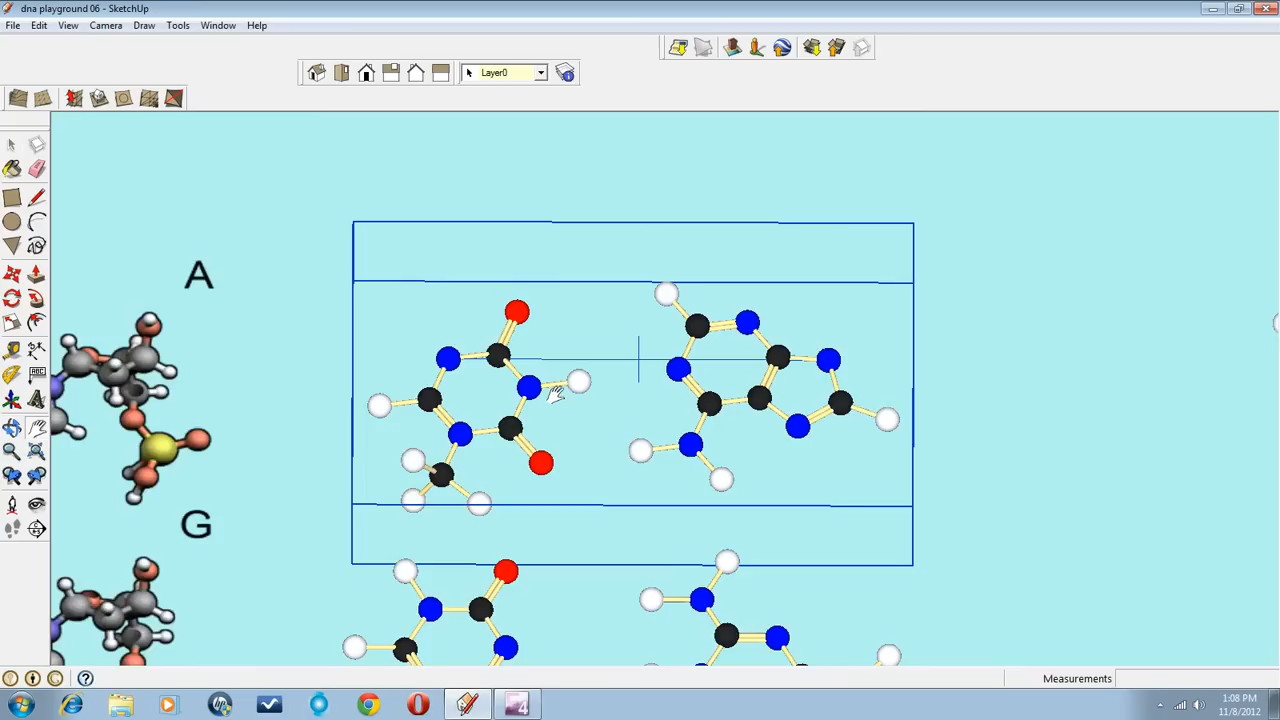 dna playground 06 - SketchUp
File Edit View Camera Draw Tools Window Help
Layer0
A
G
Measurements
1:08 PM
11/8/2012